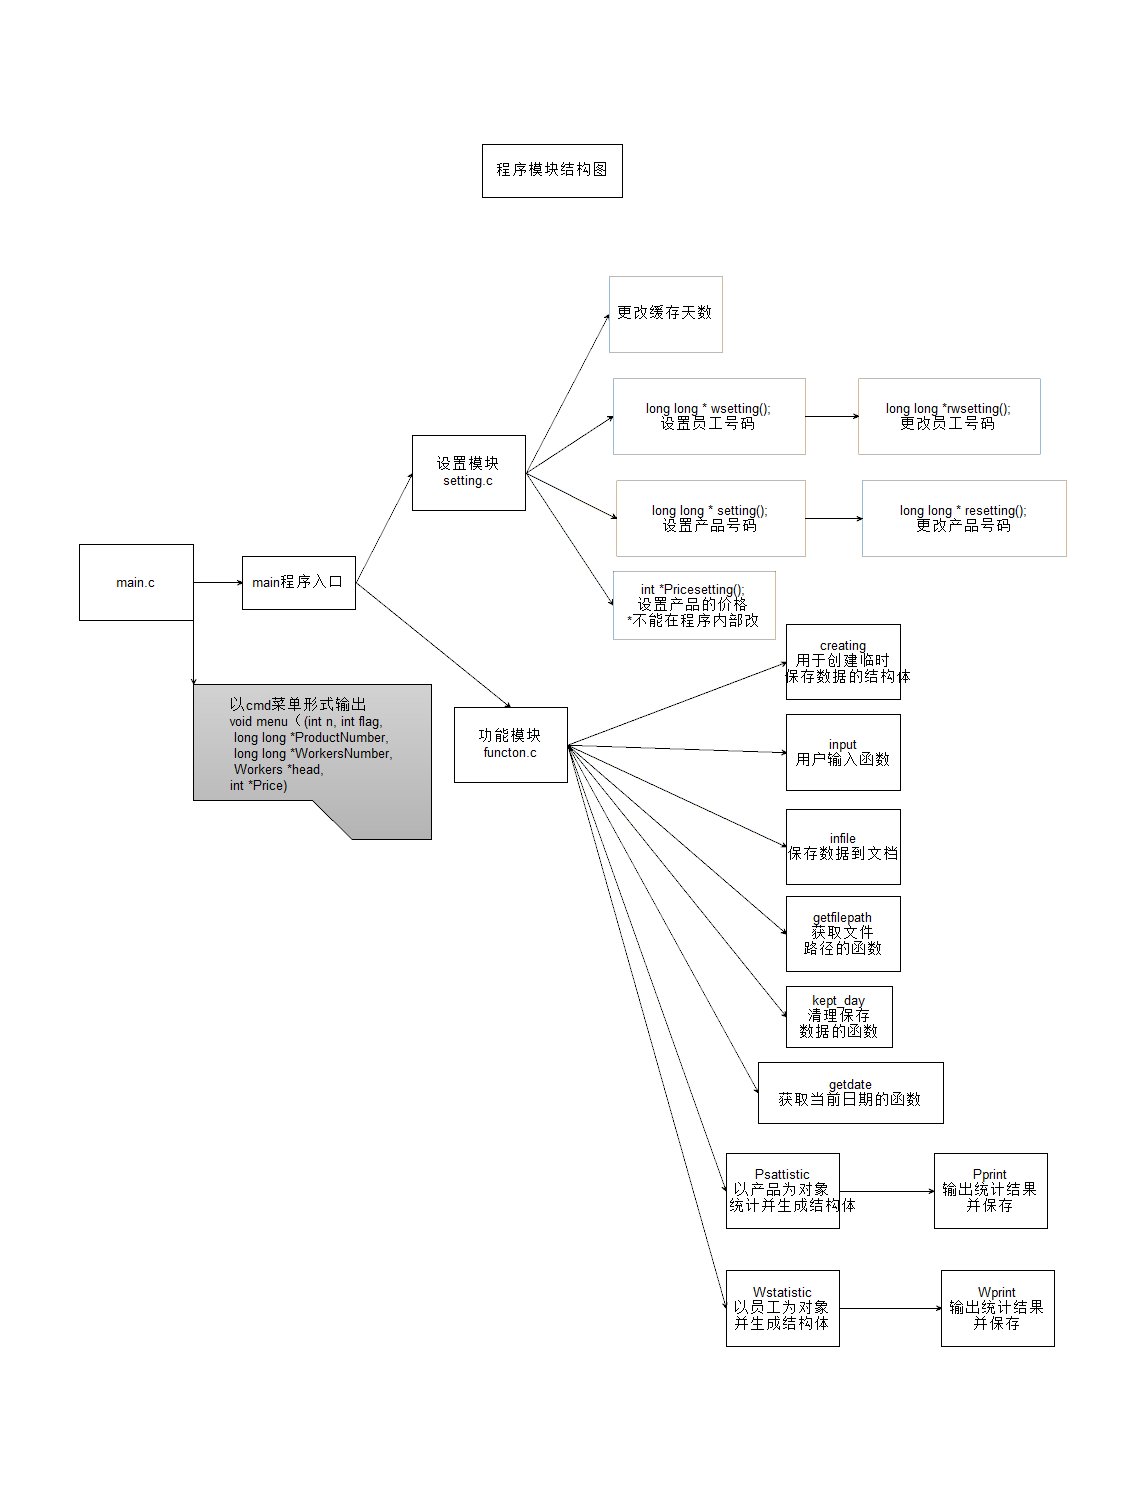 程序模块结构图
更改缓存天数
long long * wsetting();
设置员工号码
long long *rwsetting();
更改员工号码
设置模块
setting.c
long long * setting();
设置产品号码
long long * resetting();
更改产品号码
main.c
main程序入口
int *Pricesetting();
设置产品的价格
*不能在程序内部改
creating
用于创建临时
保存数据的结构体
以cmd菜单形式输出
void menu（(int n, int flag,
long long *ProductNumber,
long long *WorkersNumber,
Workers *head,
int *Price)
功能模块
functon.c
input
用户输入函数
infile
保存数据到文档
getfilepath
获取文件
路径的函数
kept_day
清理保存
数据的函数
getdate
获取当前日期的函数
Psattistic
以产品为对象
统计并生成结构体
Pprint
输出统计结果
并保存
Wstatistic
以员工为对象
并生成结构体
Wprint
输出统计结果
并保存